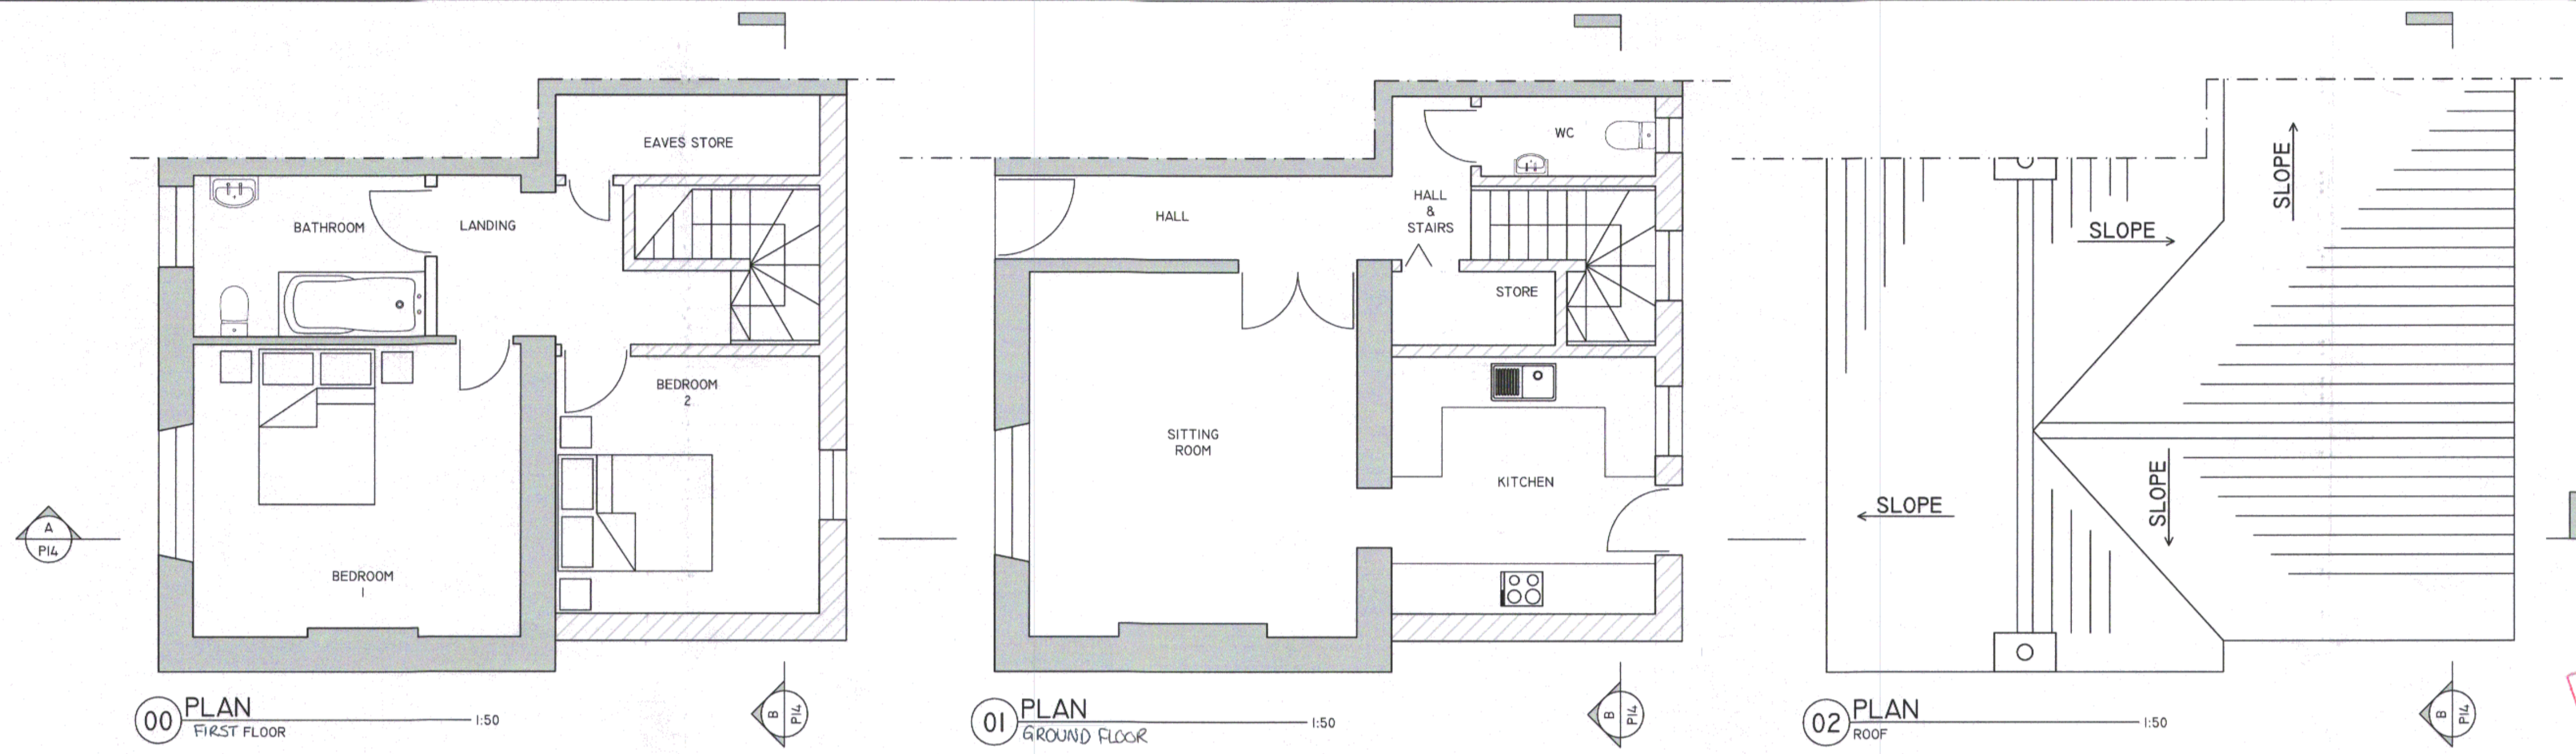 EAVES STORE
BATHROOM
LANDING
BEDROOM
2
BEDROOM
1
A
P14
00
PLAN
FIRST FLOOR
1:50
B
P14
WC
HALL
HALL
&
STAIRS
STORE
SITTING
ROOM
KITCHEN
01
PLAN
GROUND FLOOR
1:50
B
P14
SLOPE
SLOPE
SLOPE
SLOPE
02
PLAN
ROOF
1:50
B
P14